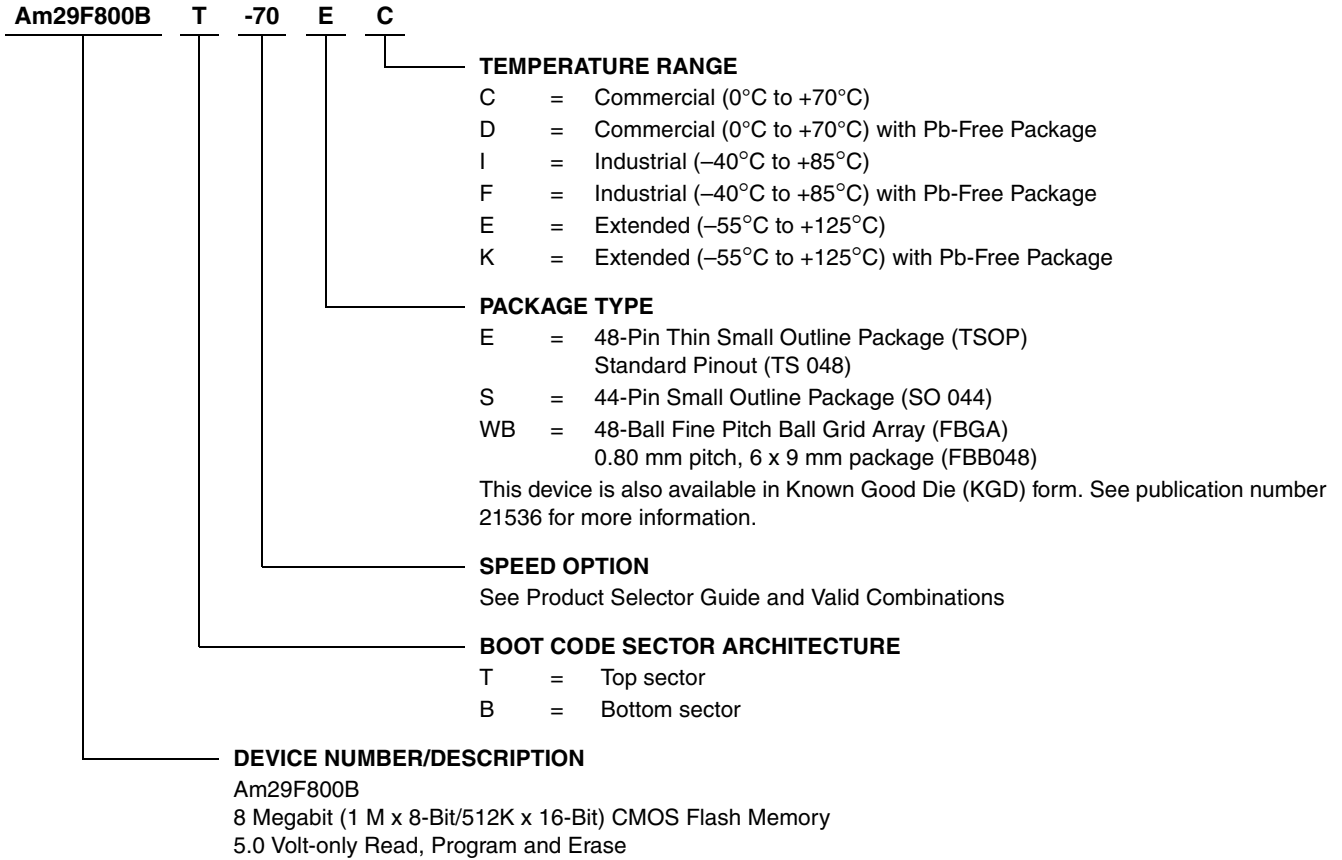 Am29F800B T -70 E C
TEMPERATURE RANGE
C = Commercial (0°C to +70°C)
D = Commercial (0°C to +70°C) with Pb-Free Package
I = Industrial (–40°C to +85°C)
F = Industrial (–40°C to +85°C) with Pb-Free Package
E = Extended (–55°C to +125°C)
K = Extended (–55°C to +125°C) with Pb-Free Package
PACKAGE TYPE
E = 48-Pin Thin Small Outline Package (TSOP)
Standard Pinout (TS 048)
S = 44-Pin Small Outline Package (SO 044)
WB = 48-Ball Fine Pitch Ball Grid Array (FBGA)
0.80 mm pitch, 6 x 9 mm package (FBB048)
This device is also available in Known Good Die (KGD) form. See publication number
21536 for more information.
SPEED OPTION
See Product Selector Guide and Valid Combinations
BOOT CODE SECTOR ARCHITECTURE
T = Top sector
B = Bottom sector
DEVICE NUMBER/DESCRIPTION
Am29F800B
8 Megabit (1 M x 8-Bit/512K x 16-Bit) CMOS Flash Memory
5.0 Volt-only Read, Program and Erase